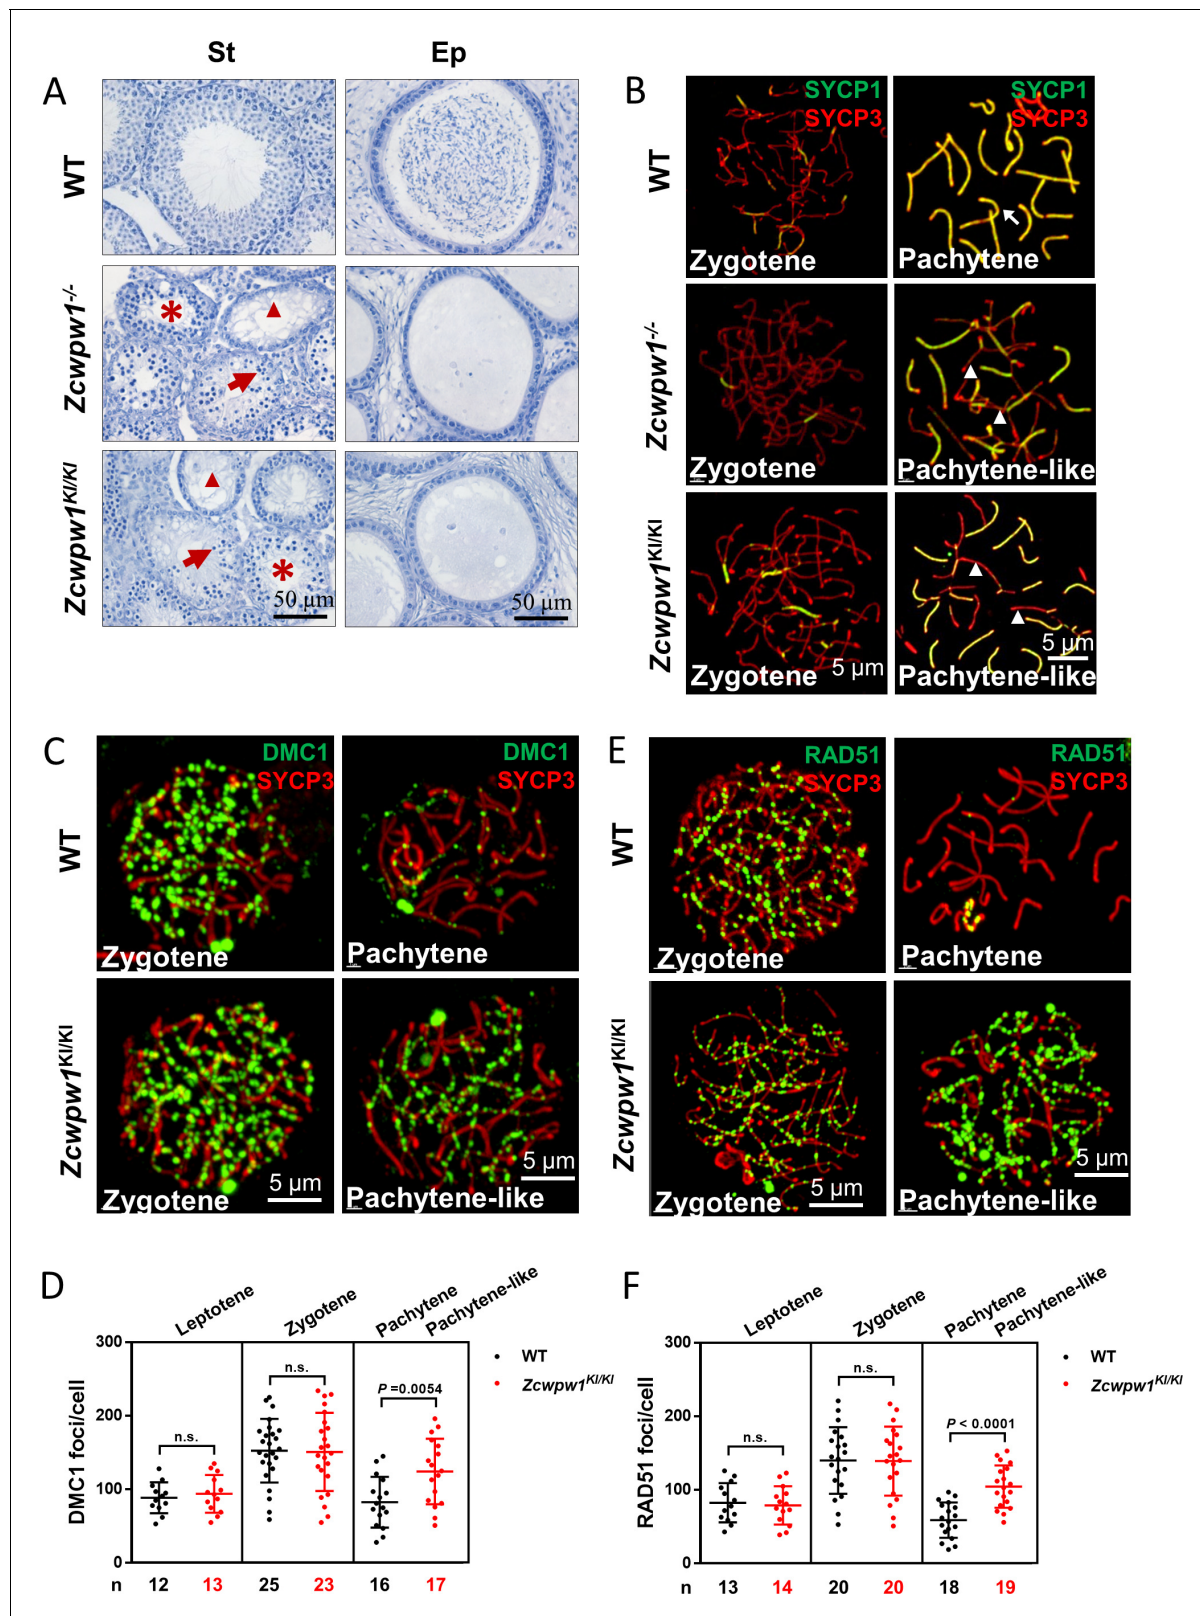 St Ep
A
WT
Zcwpw1-/-
Zcwpw1KI/KI
50 µm 50 µm
B
WT
Zcwpw1-/-
Zcwpw1KI/KI
SYCP1 SYCP1
SYCP3 SYCP3
Zygotene Pachytene
Zygotene Pachytene-like
Zygotene 5 µm Pachytene-like 5 µm
C
WT
Zcwpw1KI/KI
DMC1 DMC1
SYCP3 SYCP3
Zygotene Pachytene
Zygotene 5 µm Pachytene-like 5 µm
E
WT
Zcwpw1KI/KI
RAD51 RAD51
SYCP3 SYCP3
Zygotene Pachytene
Zygotene 5 µm Pachytene-like
D
Leptotene Zygotene Pachytene Pachytene-like
DMC1 foci/cell
300
200
100
0
n.s. n.s. P =0.0054
WT
Zcwpw1KI/KI
n 12 13 25 23 16 17
F
Leptotene Zygotene Pachytene Pachytene-like
RAD51 foci/cell
300
200
100
0
n.s. n.s. P < 0.0001
WT
Zcwpw1KI/KI
n 13 14 20 20 18 19